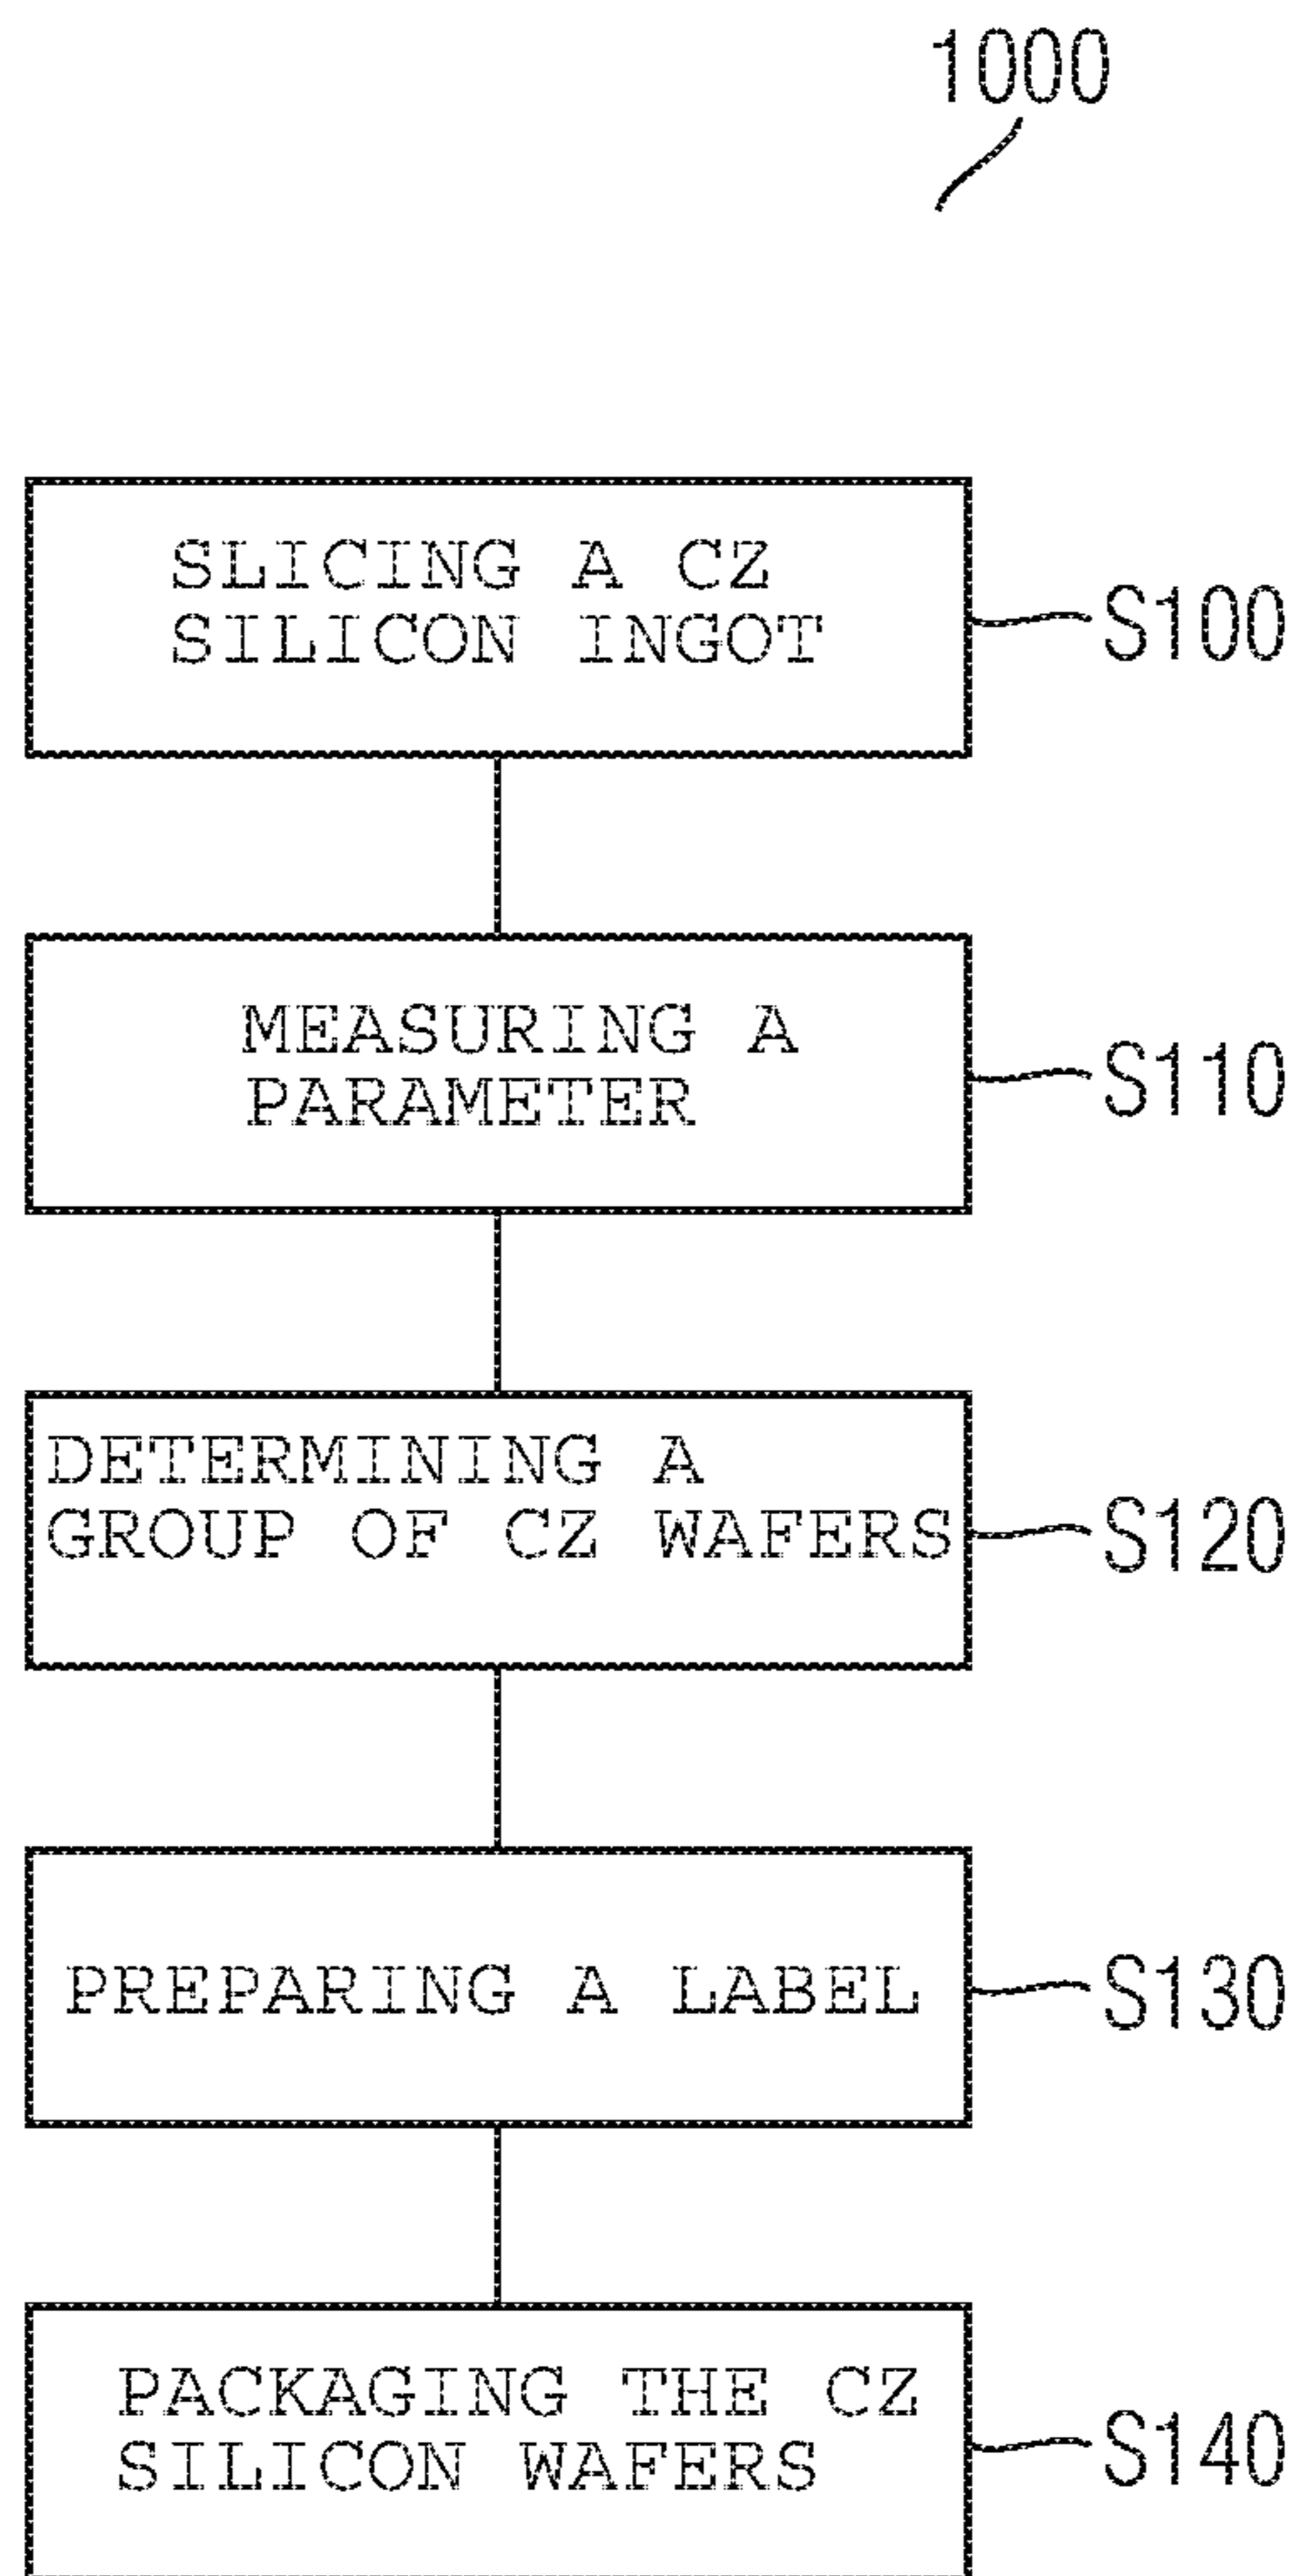 1000
SLICING A CZ
SILICON INGOT
S100
MEASURING A
PARAMETER
S110
DETERMINING A
GROUP OF CZ WAFERS
S120
PREPARING A LABEL
S130
PACKAGING THE CZ
SILICON WAFERS
S140